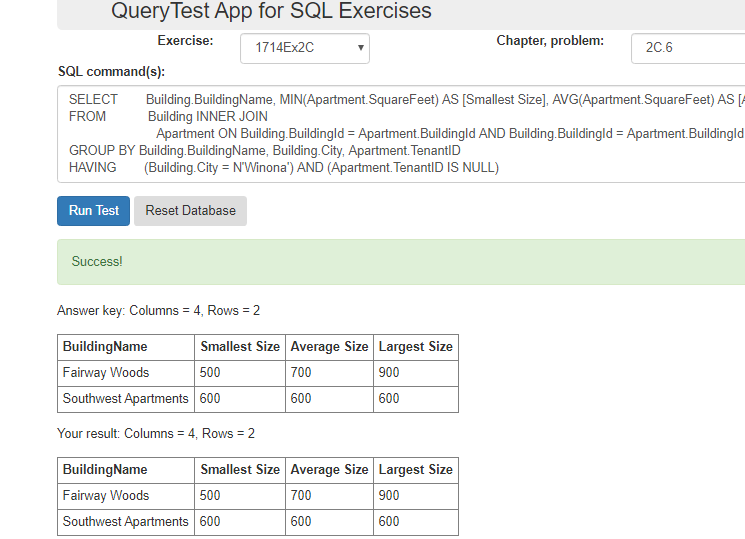 QueryTest App for SQL Exercises
Exercise: 1714Ex2C Chapter, problem: 2C.6
SQL command(s):
SELECT Building.BuildingName, MIN(Apartment.SquareFeet) AS [Smallest Size], AVG(Apartment.SquareFeet) AS [A
FROM Building INNER JOIN
Apartment ON Building.BuildingId = Apartment.BuildingId AND Building.BuildingId = Apartment.BuildingId
GROUP BY Building.BuildingName, Building.City, Apartment.TenantID
HAVING (Building.City = N'Winona') AND (Apartment.TenantID IS NULL)
Run Test Reset Database
Success!
Answer key: Columns = 4, Rows = 2
BuildingName Smallest Size Average Size Largest Size
Fairway Woods 500 700 900
Southwest Apartments 600 600 600
Your result: Columns = 4, Rows = 2
BuildingName Smallest Size Average Size Largest Size
Fairway Woods 500 700 900
Southwest Apartments 600 600 600